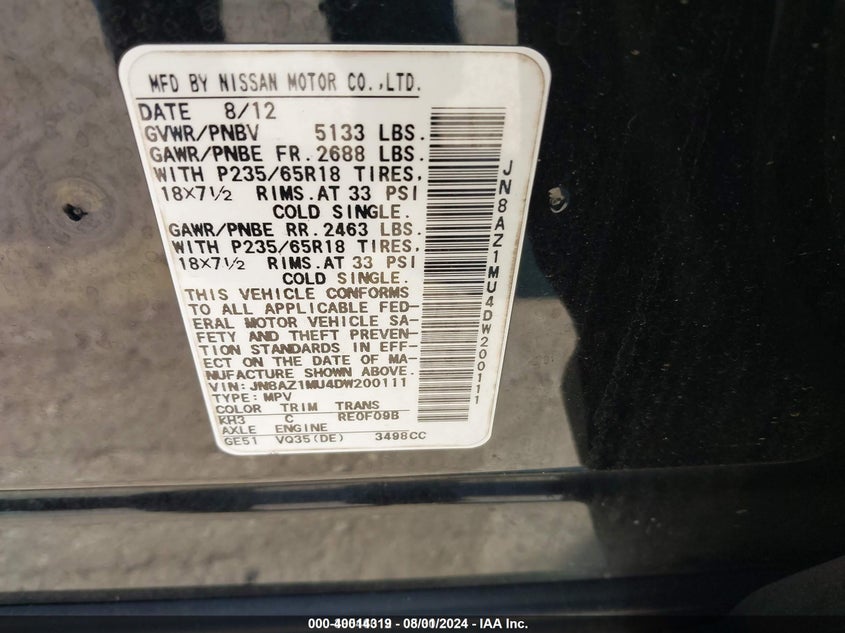 MFD BY NISSAN MOTOR CO.,LTD.
DATE 8/12
GVWR/PNBV 5133 LBS.
GAWR/PNBE FR. 2688 LBS.
WITH P235/65R18 TIRES,
18×7½ RIMS.AT 33 PSI
COLD SINGLE.
GAWR/PNBE RR. 2463 LBS.
WITH P235/65R18 TIRES,
18×7½ RIMS.AT 33 PSI
COLD SINGLE.
THIS VEHICLE CONFORMS
TO ALL APPLICABLE FED-
ERAL MOTOR VEHICLE SA-
FETY AND THEFT PREVEN-
TION STANDARDS IN EFF-
ECT ON THE DATE OF MA-
NUFACTURE SHOWN ABOVE.
VIN: JN8AZ1MU4DW200111
TYPE: MPV
COLOR TRIM TRANS
KH3 C RE0F09B
AXLE ENGINE
GE51 VQ35(DE) 3498CC
JN8AZ1MU4DW200111
08/01/2024 - IAA Inc.